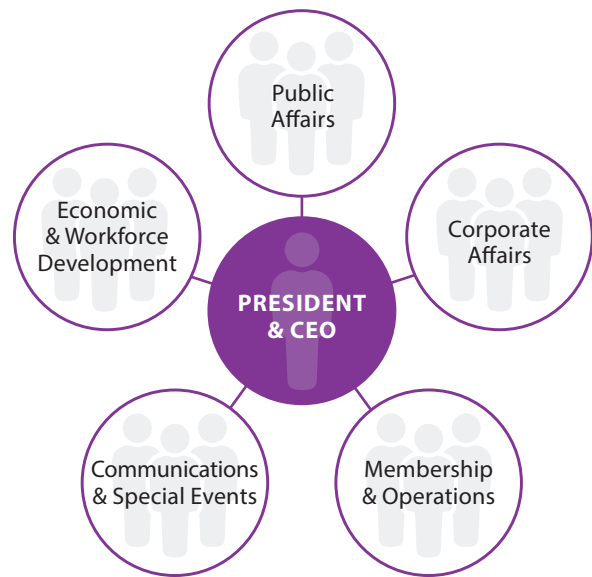 Public
Affairs
Economic
& Workforce
Development
Corporate
Affairs
PRESIDENT
& CEO
Communications
& Special Events
Membership
& Operations